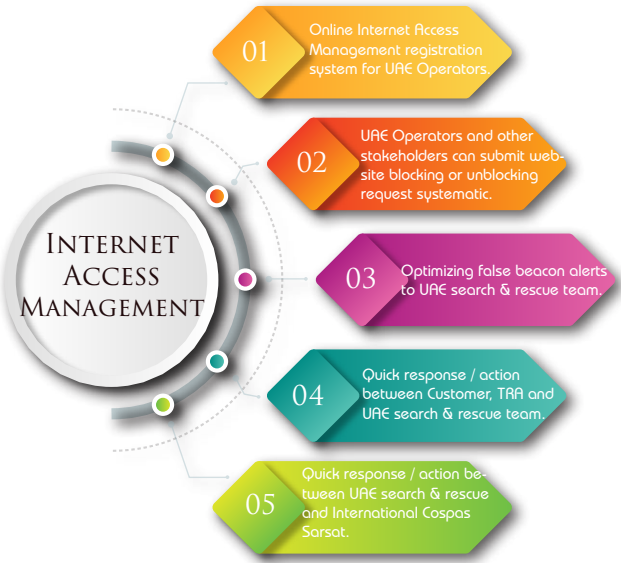 01
Online Internet Access
Management registration
system for UAE Operators.
02
UAE Operators and other
stakeholders can submit web-
site blocking or unblocking
request systematic.
INTERNET
ACCESS
MANAGEMENT
03
Optimizing false beacon alerts
to UAE search & rescue team.
04
Quick response / action
between Customer, TRA and
UAE search & rescue team.
05
Quick response / action be-
tween UAE search & rescue
and International Cospas
Sarsat.